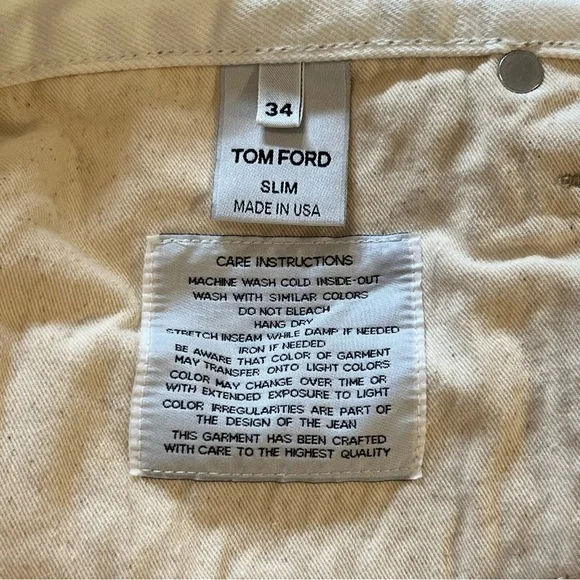 34
TOM FORD
SLIM
MADE IN USA
CARE INSTRUCTIONS
MACHINE WASH COLD INSIDE-OUT
WASH WITH SIMILAR COLORS
DO NOT BLEACH
HANG DRY
STRETCH INSEAM WHILE DAMP IF NEEDED
IRON IF NEEDED
BE AWARE THAT COLOR OF GARMENT
MAY TRANSFER ONTO LIGHT COLORS
COLOR MAY CHANGE OVER TIME OR
WITH EXTENDED EXPOSURE TO LIGHT
COLOR IRREGULARITIES ARE PART OF
THE DESIGN OF THE JEAN
THIS GARMENT HAS BEEN CRAFTED
WITH CARE TO THE HIGHEST QUALITY